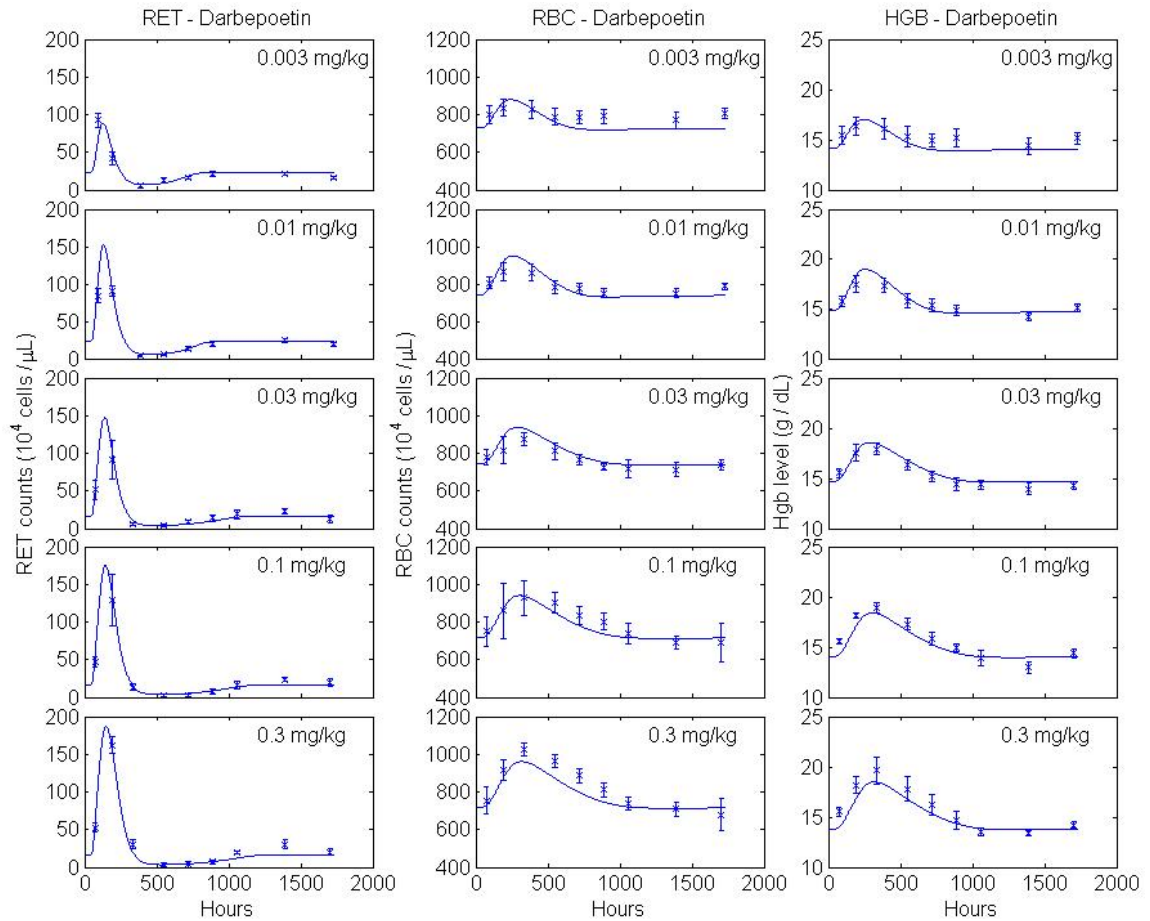 RET - Darbepoetin RBC - Darbepoetin HGB - Darbepoetin
200 1200 25
0.003 mg/kg 0.003 mg/kg 0.003 mg/kg
150 1000 20
100 800
50 600 15
0 400 10
200 1200 25
0.01 mg/kg 0.01 mg/kg 0.01 mg/kg
150 1000 20
100 800
50 600 15
0 400 10
200 1200 25
0.03 mg/kg 0.03 mg/kg 0.03 mg/kg
150 1000 20
100 800
50 600 15
0 400 10
200 1200 25
0.1 mg/kg 0.1 mg/kg 0.1 mg/kg
150 1000 20
100 800
50 600 15
0 400 10
200 1200 25
0.3 mg/kg 0.3 mg/kg 0.3 mg/kg
150 1000 20
100 800
50 600 15
0 400 10
0 500 1000 1500 2000 0 500 1000 1500 2000 0 500 1000 1500 2000
Hours Hours Hours
RET counts (10⁴ cells /µL)
RBC counts (10⁴ cells /µL)
Hgb level (g / dL)